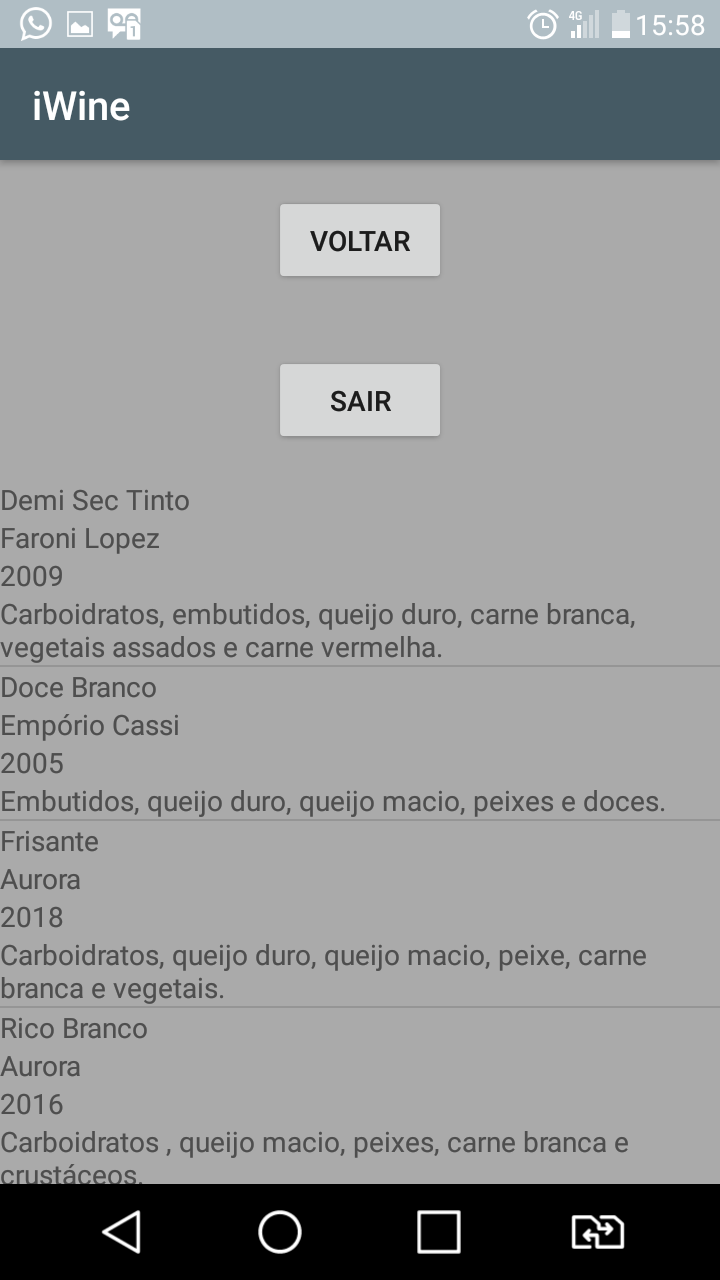 4G
1
15:58
iWine
VOLTAR
SAIR
Demi Sec Tinto
Faroni Lopez
2009
Carboidratos, embutidos, queijo duro, carne branca,
vegetais assados e carne vermelha.
Doce Branco
Empório Cassi
2005
Embutidos, queijo duro, queijo macio, peixes e doces.
Frisante
Aurora
2018
Carboidratos, queijo duro, queijo macio, peixe, carne
branca e vegetais.
Rico Branco
Aurora
2016
Carboidratos , queijo macio, peixes, carne branca e
crustáceos.